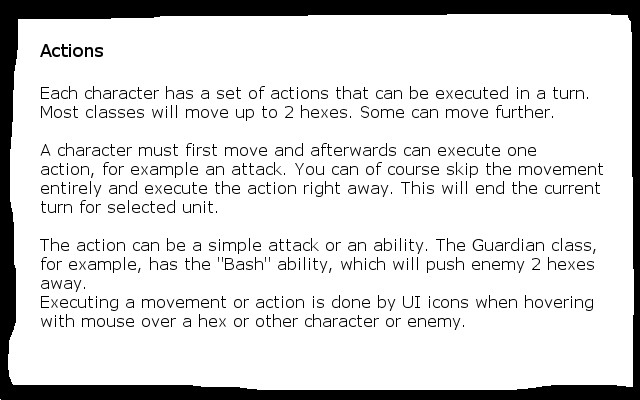 Actions
Each character has a set of actions that can be executed in a turn.
Most classes will move up to 2 hexes. Some can move further.
A character must first move and afterwards can execute one
action, for example an attack. You can of course skip the movement
entirely and execute the action right away. This will end the current
turn for selected unit.
The action can be a simple attack or an ability. The Guardian class,
for example, has the "Bash" ability, which will push enemy 2 hexes
away.
Executing a movement or action is done by UI icons when hovering
with mouse over a hex or other character or enemy.